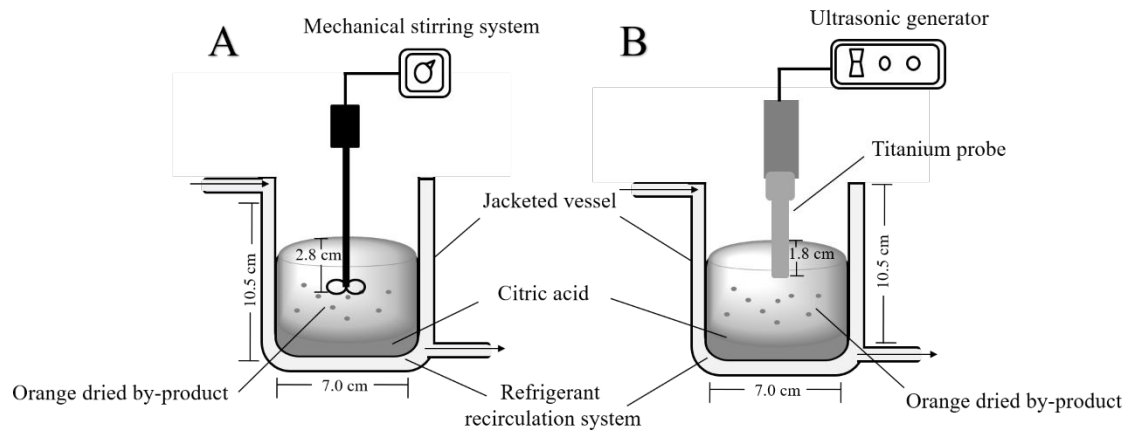 A
Mechanical stirring system
B
Ultrasonic generator
Titanium probe
Jacketed vessel
2.8 cm
1.8 cm
10.5 cm
10.5 cm
Citric acid
Orange dried by-product
7.0 cm
Refrigerant
recirculation system
7.0 cm
Orange dried by-product